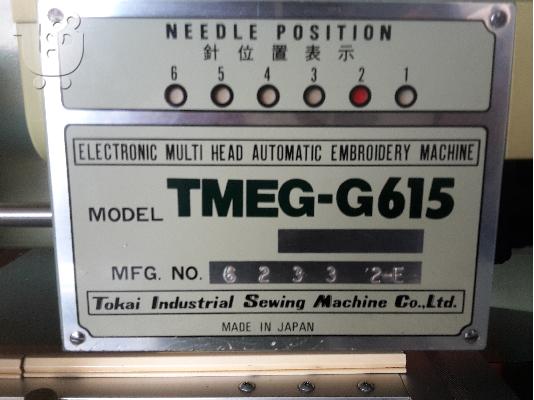 NEEDLE POSITION
針位置表示
6 5 4 3 2 1
ELECTRONIC MULTI HEAD AUTOMATIC EMBROIDERY MACHINE
MODEL TMEG-G615
MFG. NO. 6 2 3 3 2-E
Tokai Industrial Sewing Machine Co.,Ltd.
MADE IN JAPAN